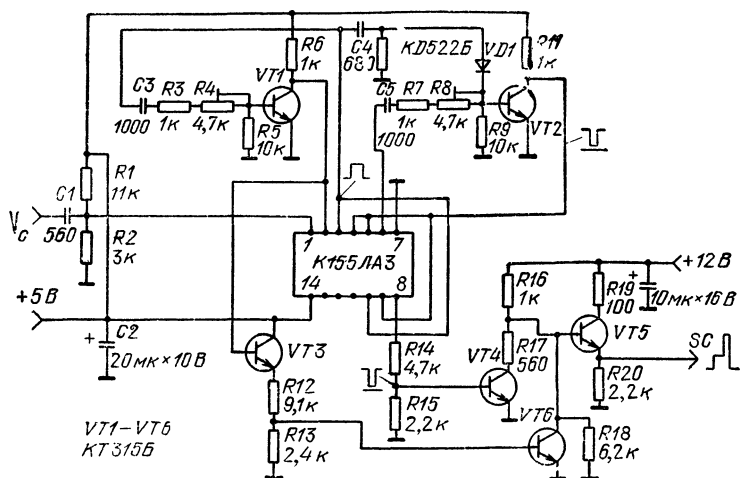 R6
1к
C4
680
КД522Б
VD1
R11
1к
VT1
C3
1000
R3
1к
R4
4,7к
R5
10к
C5
1000
R7
1к
R8
4,7к
R9
10к
VT2
R1
11к
C1
560
Vc
R2
3к
1
7
К155ЛА3
14
8
+5В
+
C2
20мк×10В
VT3
R12
9,1к
R13
2,4к
R14
4,7к
R15
2,2к
VT4
R16
1к
R17
560
R19
100
+
10мк×16В
+12В
VT5
SC
R20
2,2к
VT6
R18
6,2к
VT1-VT6
КТ315Б